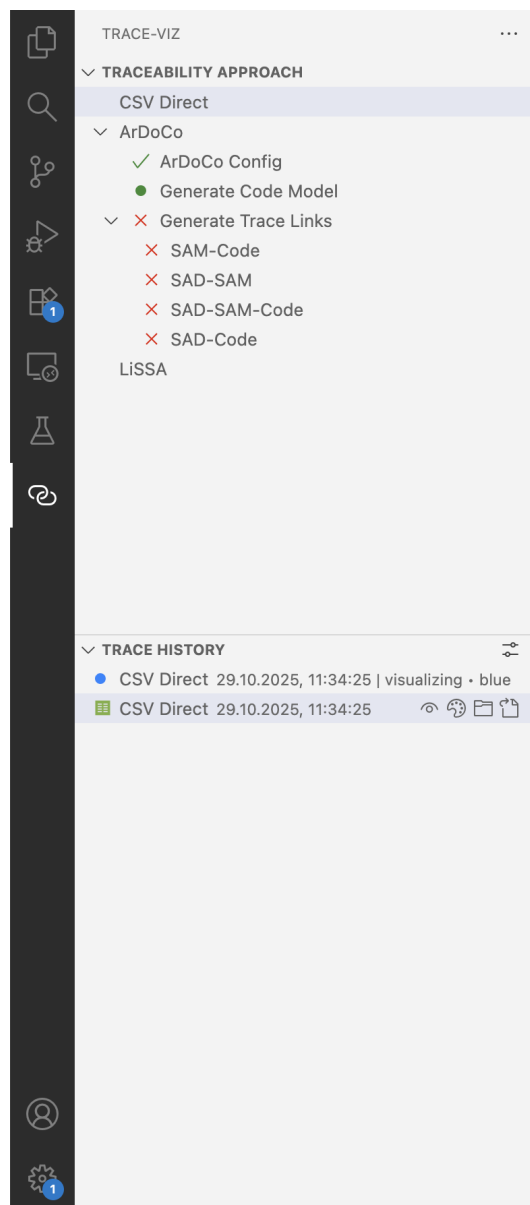 TRACE-VIZ
TRACEABILITY APPROACH
CSV Direct
ArDoCo
ArDoCo Config
Generate Code Model
Generate Trace Links
SAM-Code
SAD-SAM
SAD-SAM-Code
SAD-Code
LiSSA
1
TRACE HISTORY
CSV Direct 29.10.2025, 11:34:25 | visualizing • blue
CSV Direct 29.10.2025, 11:34:25
1